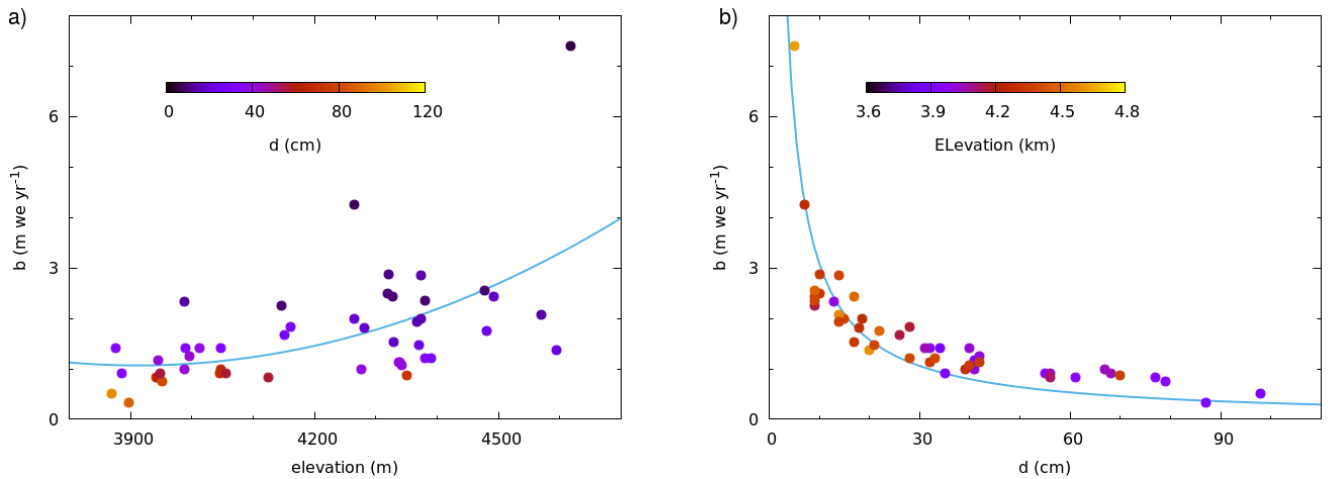 a)
b (m we yr-1)
6
3
0
0 40 80 120
d (cm)
3900 4200 4500
elevation (m)
b)
b (m we yr-1)
6
3
0
3.6 3.9 4.2 4.5 4.8
ELevation (km)
0 30 60 90
d (cm)